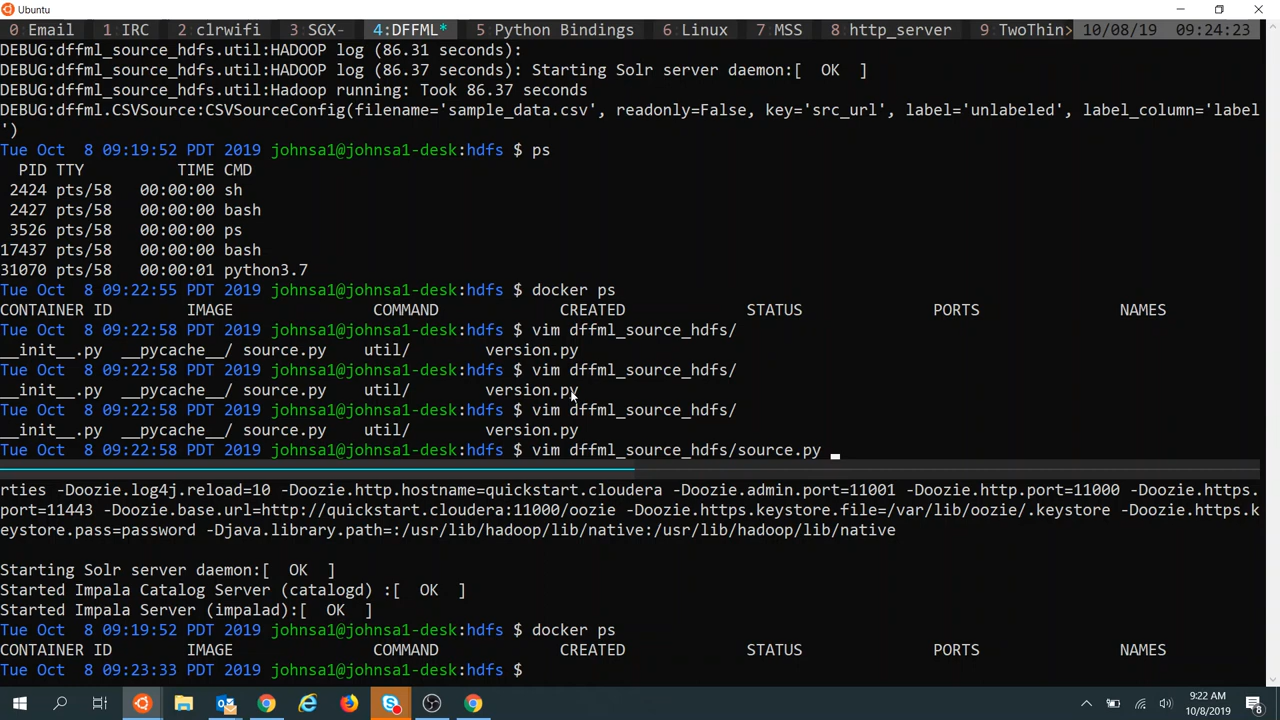 Ubuntu
0 Email  1 IRC  2 clrwifi  3 SGX-  4:DFFML*  5 Python Bindings  6 Linux  7 MSS  8 http_server  9 TwoThin> 10/08/19 09:24:23
DEBUG:dffml_source_hdfs.util:HADOOP log (86.31 seconds):
DEBUG:dffml_source_hdfs.util:HADOOP log (86.37 seconds): Starting Solr server daemon:[  OK  ]
DEBUG:dffml_source_hdfs.util:Hadoop running: Took 86.37 seconds
DEBUG:dffml.CSVSource:CSVSourceConfig(filename='sample_data.csv', readonly=False, key='src_url', label='unlabeled', label_column='label
')
Tue Oct  8 09:19:52 PDT 2019 johnsa1@johnsa1-desk:hdfs $ ps
  PID TTY          TIME CMD
 2424 pts/58   00:00:00 sh
 2427 pts/58   00:00:00 bash
 3526 pts/58   00:00:00 ps
17437 pts/58   00:00:00 bash
31070 pts/58   00:00:01 python3.7
Tue Oct  8 09:22:55 PDT 2019 johnsa1@johnsa1-desk:hdfs $ docker ps
CONTAINER ID        IMAGE               COMMAND             CREATED             STATUS              PORTS               NAMES
Tue Oct  8 09:22:58 PDT 2019 johnsa1@johnsa1-desk:hdfs $ vim dffml_source_hdfs/
__init__.py  __pycache__/ source.py    util/        version.py
Tue Oct  8 09:22:58 PDT 2019 johnsa1@johnsa1-desk:hdfs $ vim dffml_source_hdfs/
__init__.py  __pycache__/ source.py    util/        version.py
Tue Oct  8 09:22:58 PDT 2019 johnsa1@johnsa1-desk:hdfs $ vim dffml_source_hdfs/
__init__.py  __pycache__/ source.py    util/        version.py
Tue Oct  8 09:22:58 PDT 2019 johnsa1@johnsa1-desk:hdfs $ vim dffml_source_hdfs/source.py
rties -Doozie.log4j.reload=10 -Doozie.http.hostname=quickstart.cloudera -Doozie.admin.port=11001 -Doozie.http.port=11000 -Doozie.https.
port=11443 -Doozie.base.url=http://quickstart.cloudera:11000/oozie -Doozie.https.keystore.file=/var/lib/oozie/.keystore -Doozie.https.k
eystore.pass=password -Djava.library.path=:/usr/lib/hadoop/lib/native:/usr/lib/hadoop/lib/native
Starting Solr server daemon:[  OK  ]
Started Impala Catalog Server (catalogd) :[  OK  ]
Started Impala Server (impalad):[  OK  ]
Tue Oct  8 09:19:52 PDT 2019 johnsa1@johnsa1-desk:hdfs $ docker ps
CONTAINER ID        IMAGE               COMMAND             CREATED             STATUS              PORTS               NAMES
Tue Oct  8 09:23:33 PDT 2019 johnsa1@johnsa1-desk:hdfs $
9:22 AM
10/8/2019
8